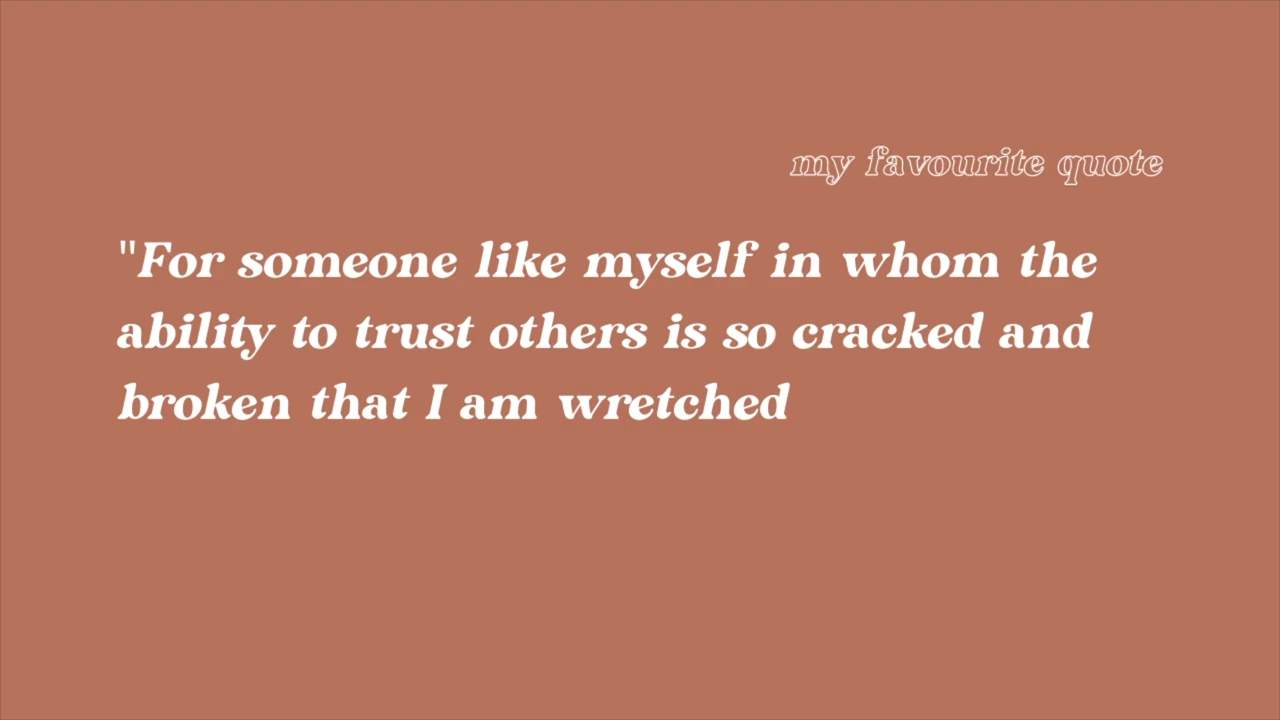 my favourite quote
"For someone like myself in whom the
ability to trust others is so cracked and
broken that I am wretched